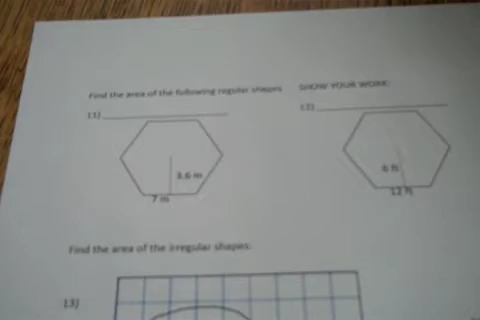 Find the area of the following regular shapes SHOW YOUR WORK:
11) 12)
3.6 m
7 m
6 ft
12 ft
Find the area of the irregular shapes:
13)